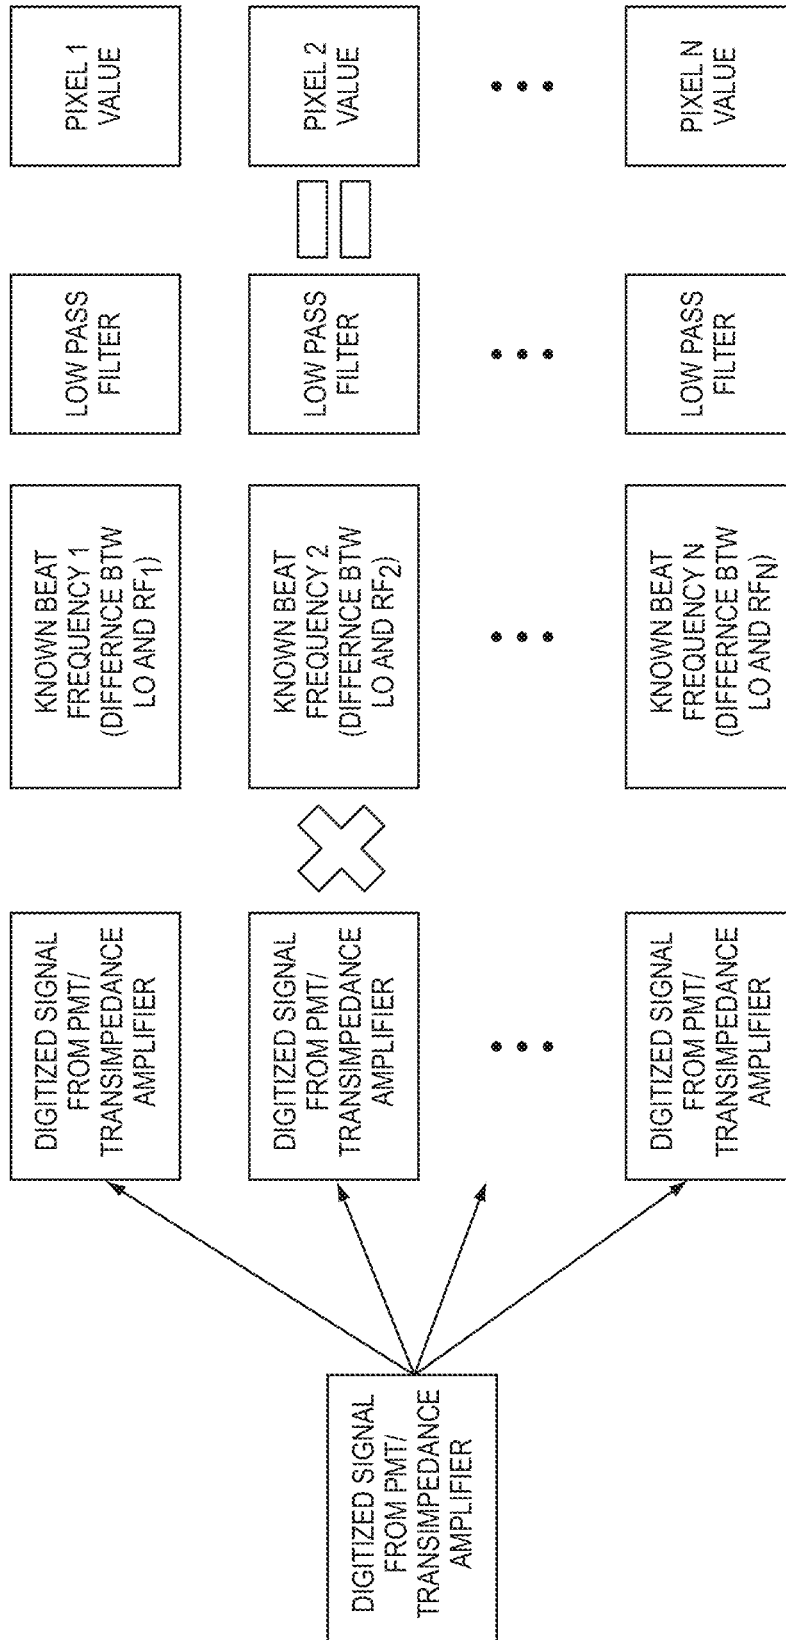 DIGITIZED SIGNAL
FROM PMT/
TRANSIMPEDANCE
AMPLIFIER
DIGITIZED SIGNAL
FROM PMT/
TRANSIMPEDANCE
AMPLIFIER
KNOWN BEAT
FREQUENCY 1
(DIFFERNCE BTW
LO AND RF1)
LOW PASS
FILTER
PIXEL 1
VALUE
DIGITIZED SIGNAL
FROM PMT/
TRANSIMPEDANCE
AMPLIFIER
KNOWN BEAT
FREQUENCY 2
(DIFFERNCE BTW
LO AND RF2)
LOW PASS
FILTER
PIXEL 2
VALUE
DIGITIZED SIGNAL
FROM PMT/
TRANSIMPEDANCE
AMPLIFIER
KNOWN BEAT
FREQUENCY N
(DIFFERNCE BTW
LO AND RFN)
LOW PASS
FILTER
PIXEL N
VALUE